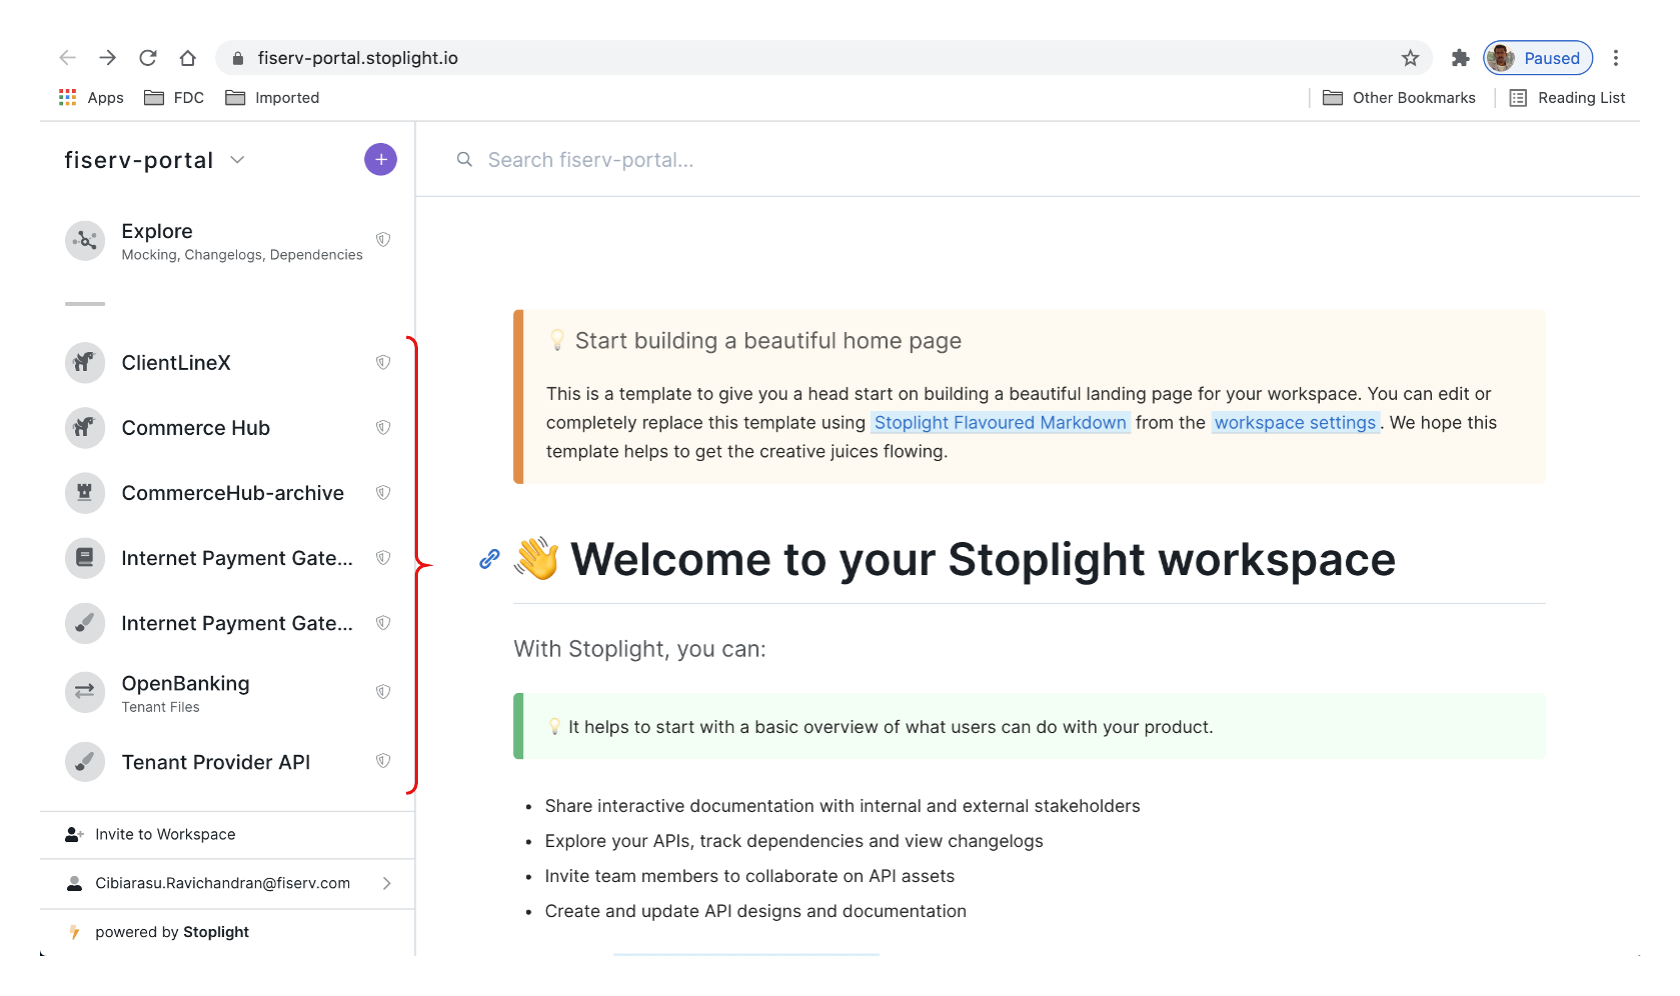 fiserv-portal.stoplight.io
Paused
Apps
FDC
Imported
Other Bookmarks
Reading List
fiserv-portal
+
Search fiserv-portal...
Explore
Mocking, Changelogs, Dependencies
ClientLineX
Commerce Hub
CommerceHub-archive
Internet Payment Gate...
Internet Payment Gate...
OpenBanking
Tenant Files
Tenant Provider API
Invite to Workspace
Cibiarasu.Ravichandran@fiserv.com
powered by Stoplight
💡 Start building a beautiful home page
This is a template to give you a head start on building a beautiful landing page for your workspace. You can edit or
completely replace this template using Stoplight Flavoured Markdown from the workspace settings. We hope this
template helps to get the creative juices flowing.
👋 Welcome to your Stoplight workspace
With Stoplight, you can:
💡 It helps to start with a basic overview of what users can do with your product.
• Share interactive documentation with internal and external stakeholders
• Explore your APIs, track dependencies and view changelogs
• Invite team members to collaborate on API assets
• Create and update API designs and documentation